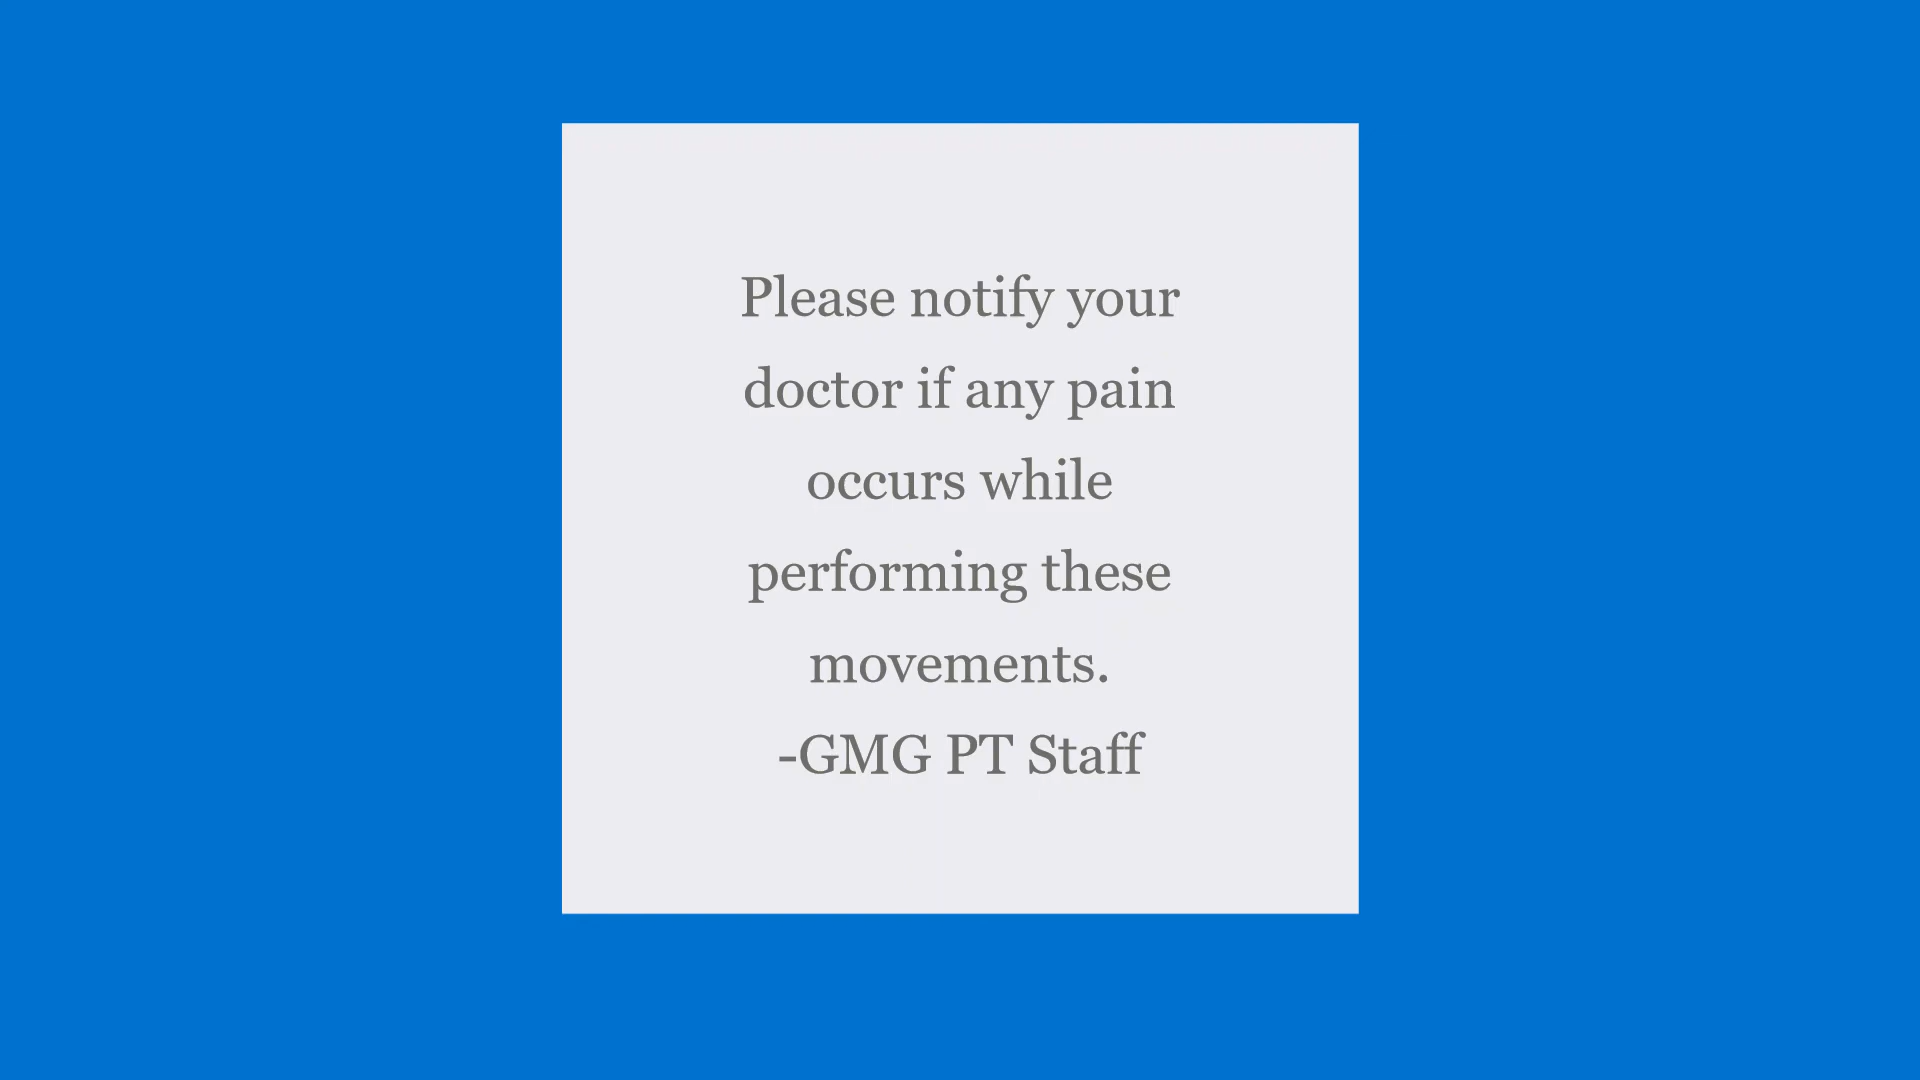 Please notify your
doctor if any pain
occurs while
performing these
movements.
-GMG PT Staff